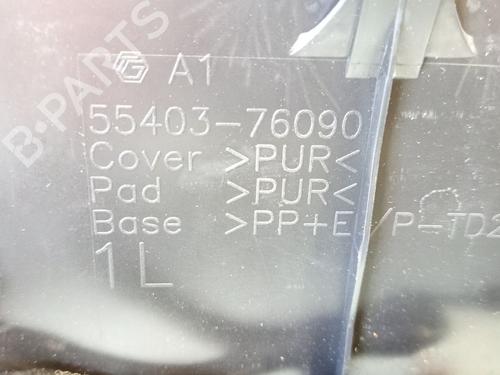 B-PARTS
A1
55403-76090
Cover >PUR<
Pad >PUR<
Base >PP+E/P-TD2
1L